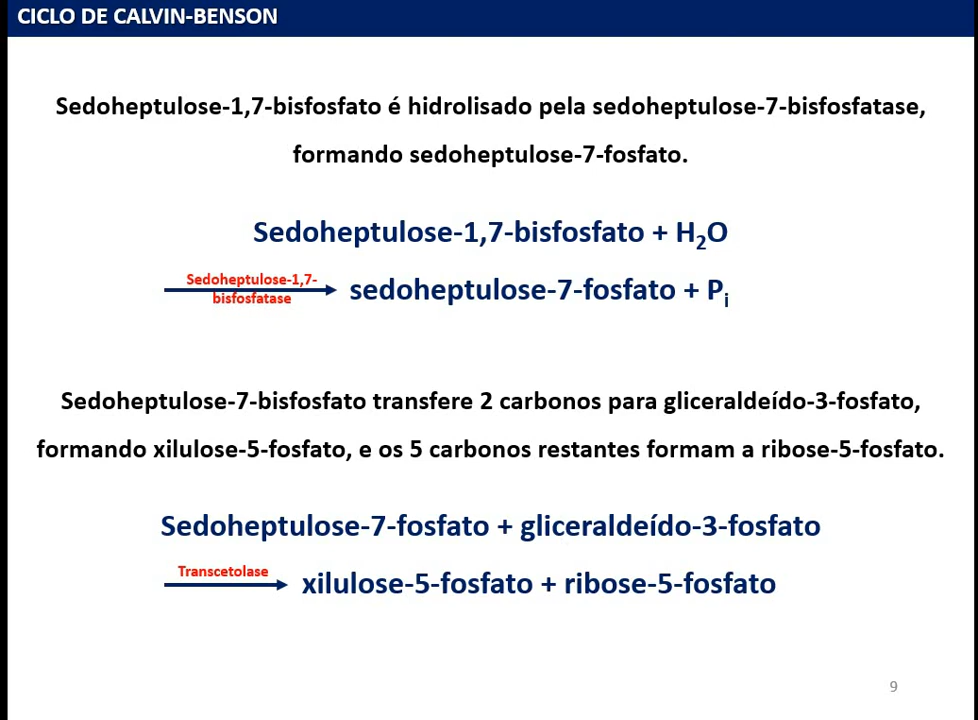 CICLO DE CALVIN-BENSON
Sedoheptulose-1,7-bisfosfato é hidrolisado pela sedoheptulose-7-bisfosfatase,
formando sedoheptulose-7-fosfato.
Sedoheptulose-1,7-bisfosfato + H₂O
Sedoheptulose-1,7-
bisfosfatase
sedoheptulose-7-fosfato + Pᵢ
Sedoheptulose-7-bisfosfato transfere 2 carbonos para gliceraldeído-3-fosfato,
formando xilulose-5-fosfato, e os 5 carbonos restantes formam a ribose-5-fosfato.
Sedoheptulose-7-fosfato + gliceraldeído-3-fosfato
Transcetolase
xilulose-5-fosfato + ribose-5-fosfato
9